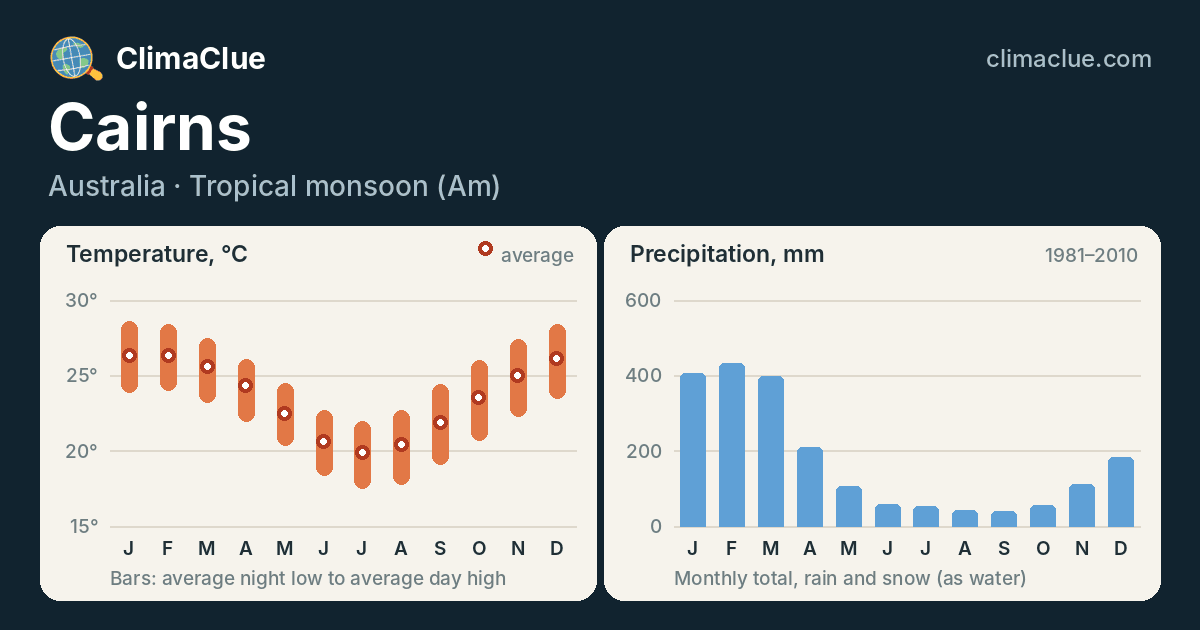 ClimaClue
climaclue.com
Cairns
Australia · Tropical monsoon (Am)
Temperature, °C
average
30°
25°
20°
15°
J F M A M J J A S O N D
Bars: average night low to average day high
Precipitation, mm
1981–2010
600
400
200
0
J F M A M J J A S O N D
Monthly total, rain and snow (as water)